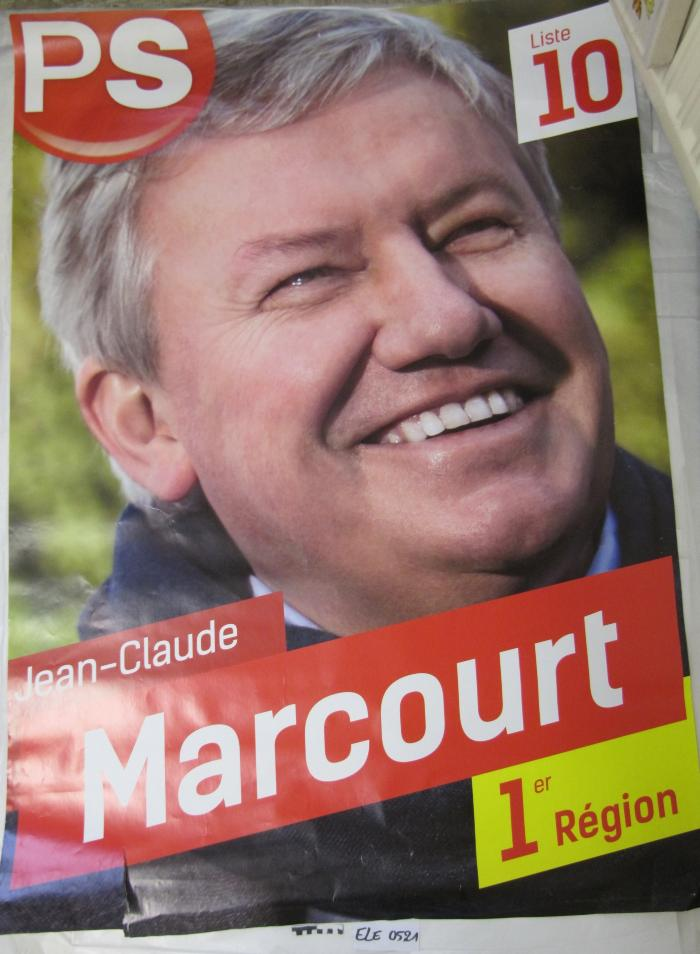 PS
Liste
10
Jean-Claude
Marcourt
1er
Région
ELE 0521